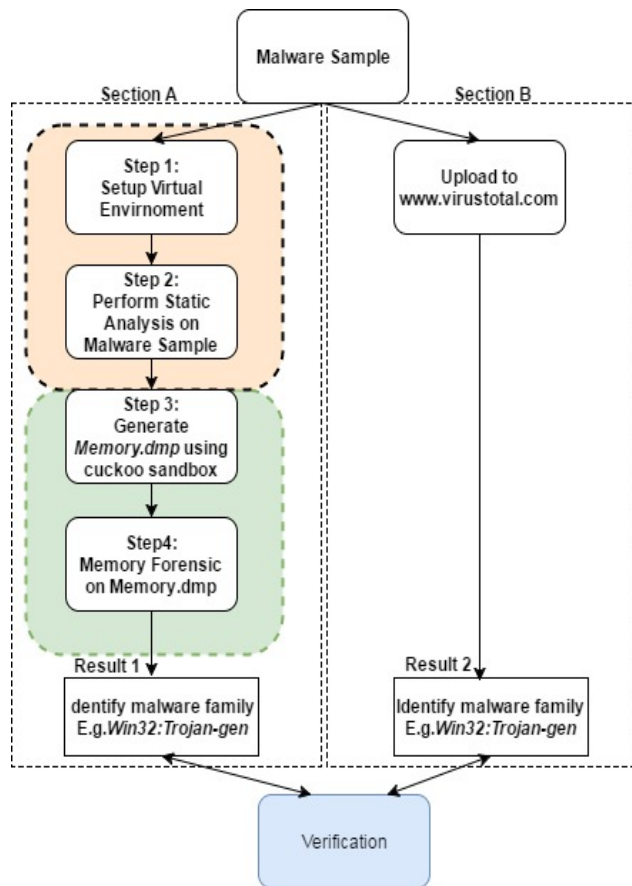 Malware Sample
Section A
Section B
Step 1:
Setup Virtual
Envirnoment
Upload to
www.virustotal.com
Step 2:
Perform Static
Analysis on
Malware Sample
Step 3:
Generate
Memory.dmp using
cuckoo sandbox
Step4:
Memory Forensic
on Memory.dmp
Result 1
Result 2
dentify malware family
E.g.Win32:Trojan-gen
Identify malware family
E.g.Win32:Trojan-gen
Verification